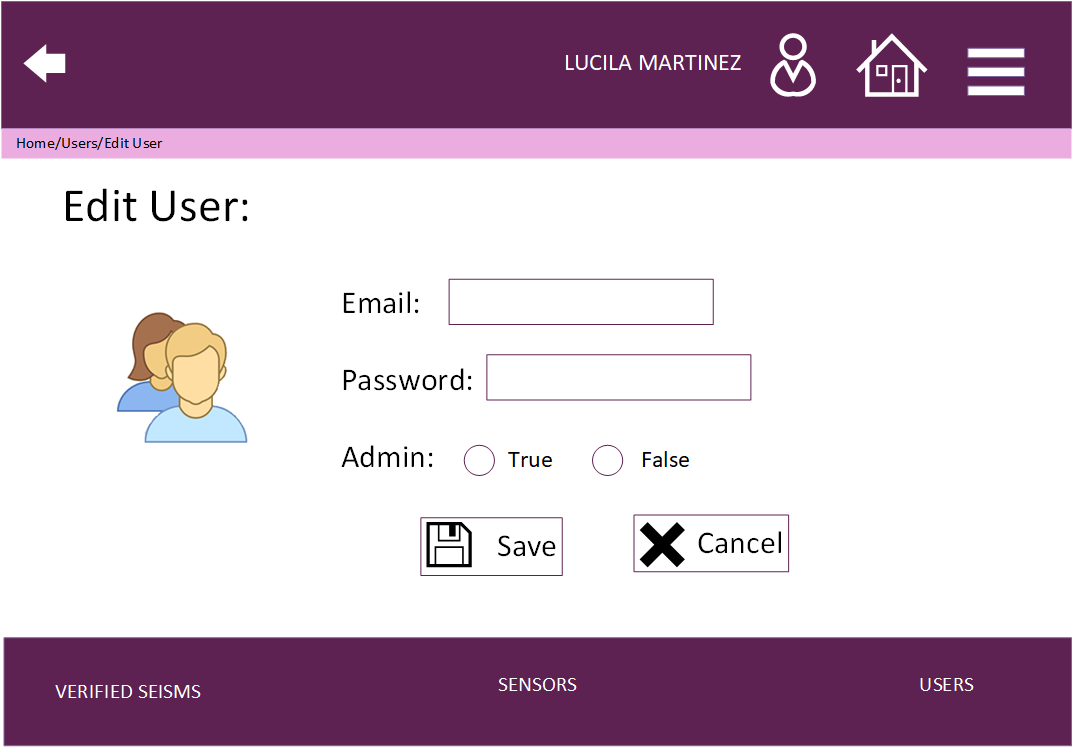 LUCILA MARTINEZ
Home/Users/Edit User
Edit User:
Email:
Password:
Admin: True False
Save Cancel
VERIFIED SEISMS SENSORS USERS